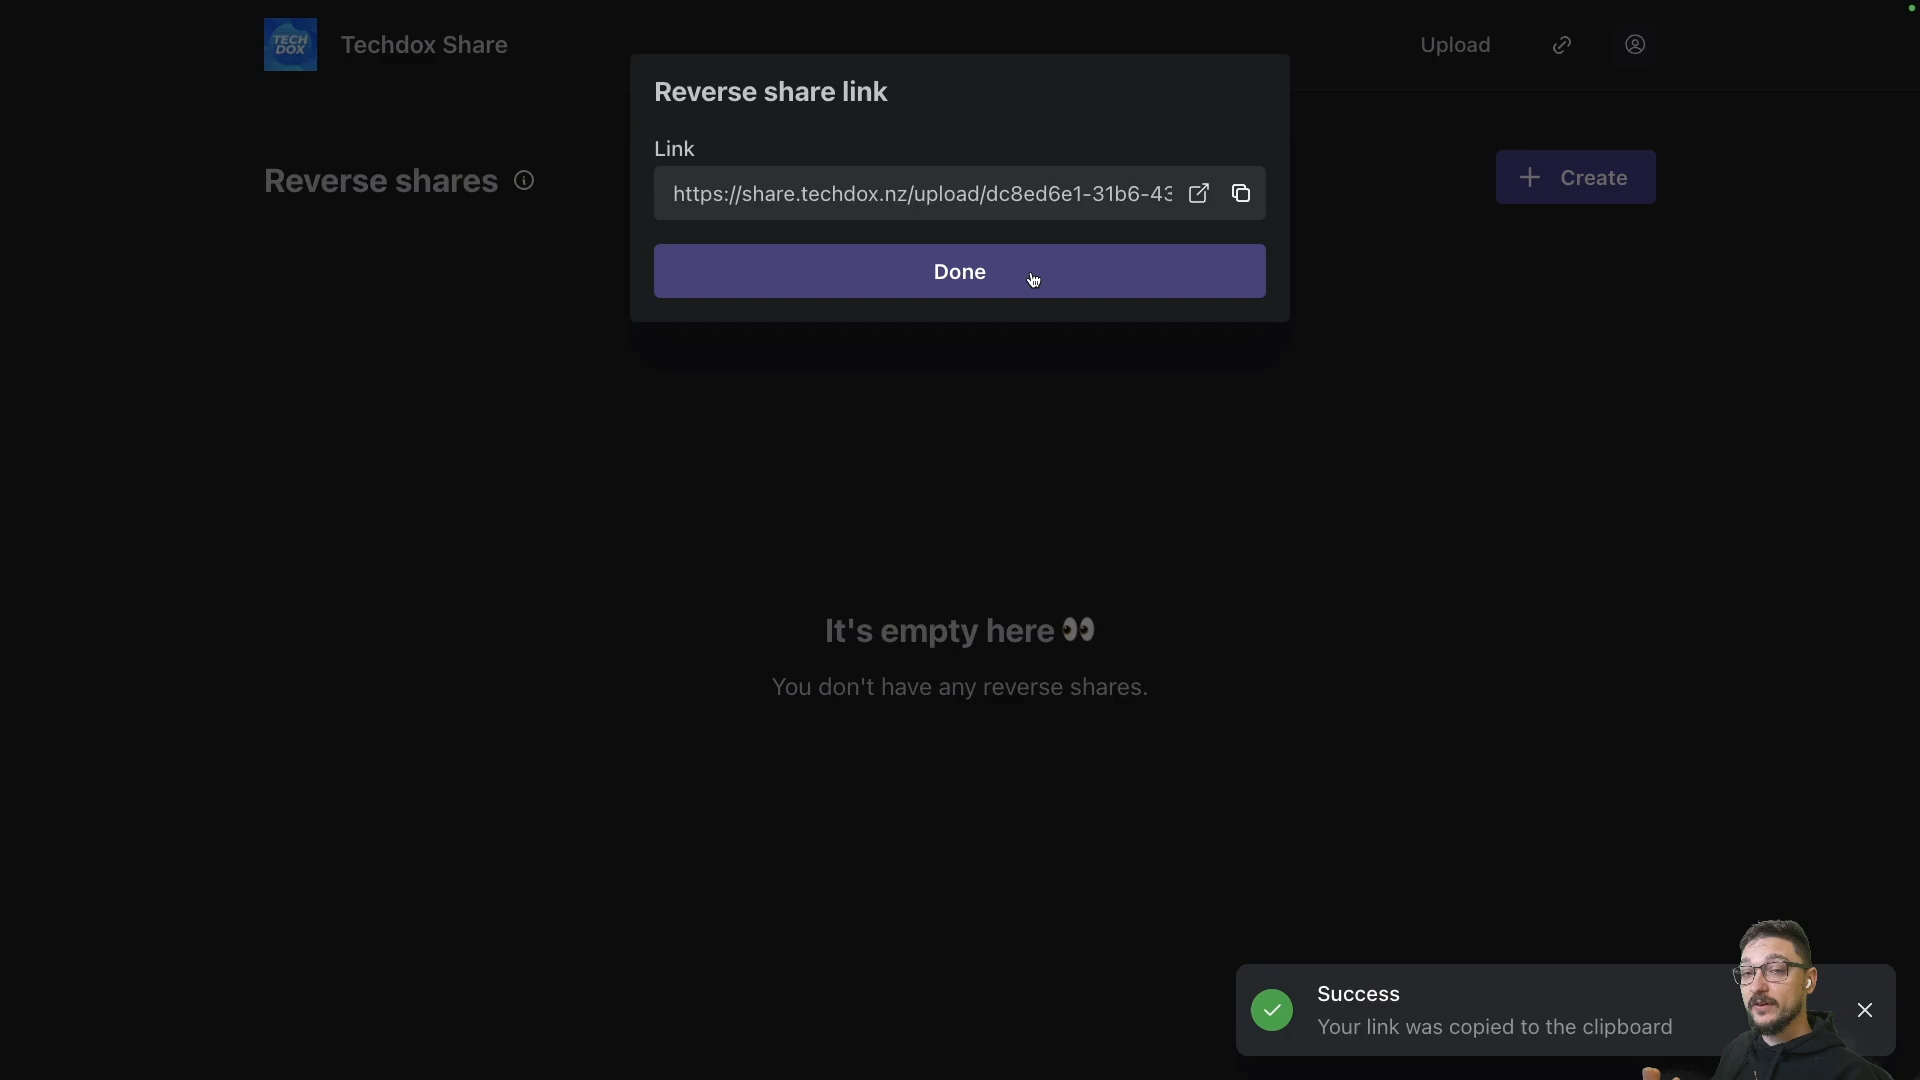 TECH
DOX
Techdox Share
Upload
Reverse share link
Link
https://share.techdox.nz/upload/dc8ed6e1-31b6-43
Done
Reverse shares
Create
It's empty here 👀
You don't have any reverse shares.
Success
Your link was copied to the clipboard